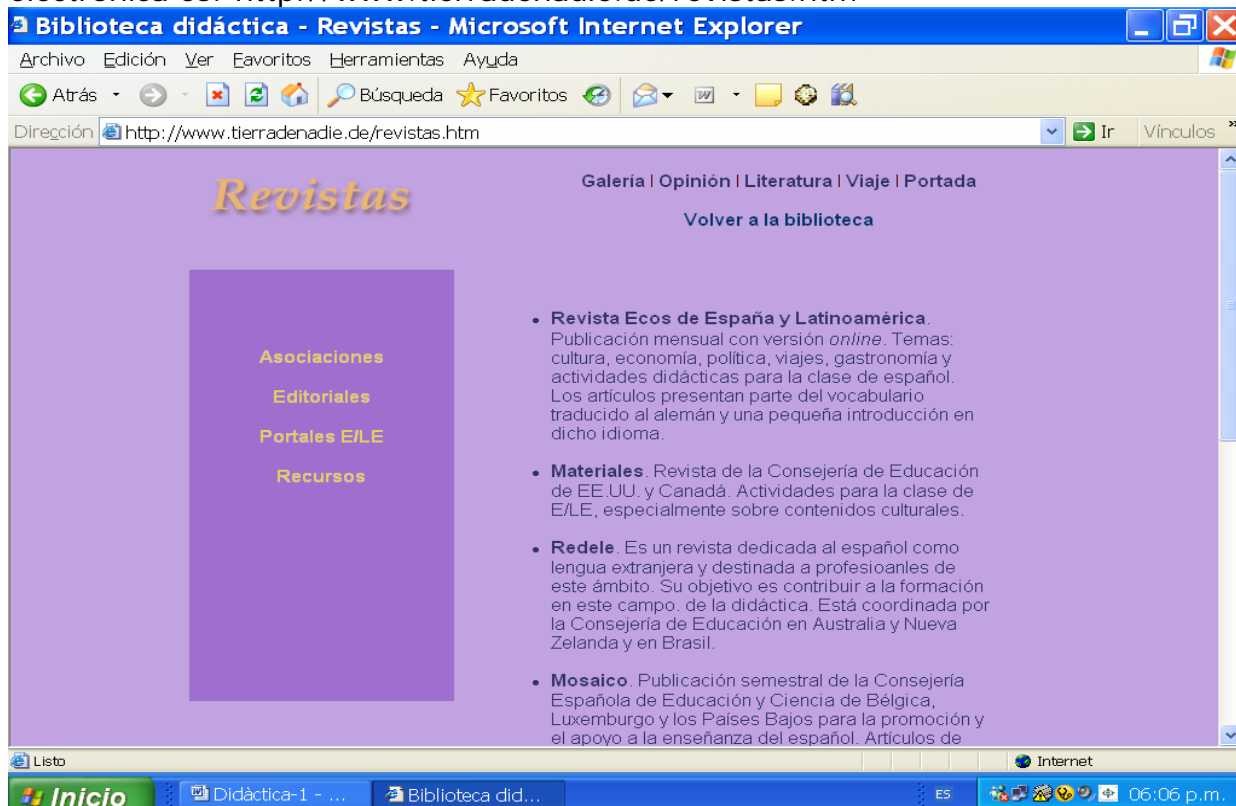 Biblioteca didáctica - Revistas - Microsoft Internet Explorer
Archivo Edición Ver Favoritos Herramientas Ayuda
Atrás Búsqueda Favoritos
Dirección http://www.tierradenadie.de/revistas.htm Ir Vínculos »
Revistas
Galería | Opinión | Literatura | Viaje | Portada
Volver a la biblioteca
Asociaciones
Editoriales
Portales E/LE
Recursos
• Revista Ecos de España y Latinoamérica.
Publicación mensual con versión online. Temas:
cultura, economía, política, viajes, gastronomía y
actividades didácticas para la clase de español.
Los artículos presentan parte del vocabulario
traducido al alemán y una pequeña introducción en
dicho idioma.
• Materiales. Revista de la Consejería de Educación
de EE.UU. y Canadá. Actividades para la clase de
E/LE, especialmente sobre contenidos culturales.
• Redele. Es un revista dedicada al español como
lengua extranjera y destinada a profesioanles de
este ámbito. Su objetivo es contribuir a la formación
en este campo. de la didáctica. Está coordinada por
la Consejería de Educación en Australia y Nueva
Zelanda y en Brasil.
• Mosaico. Publicación semestral de la Consejería
Española de Educación y Ciencia de Bélgica,
Luxemburgo y los Países Bajos para la promoción y
el apoyo a la enseñanza del español. Artículos de
Listo Internet
Inicio Didàctica-1 - ... Biblioteca did... ES 06:06 p.m.